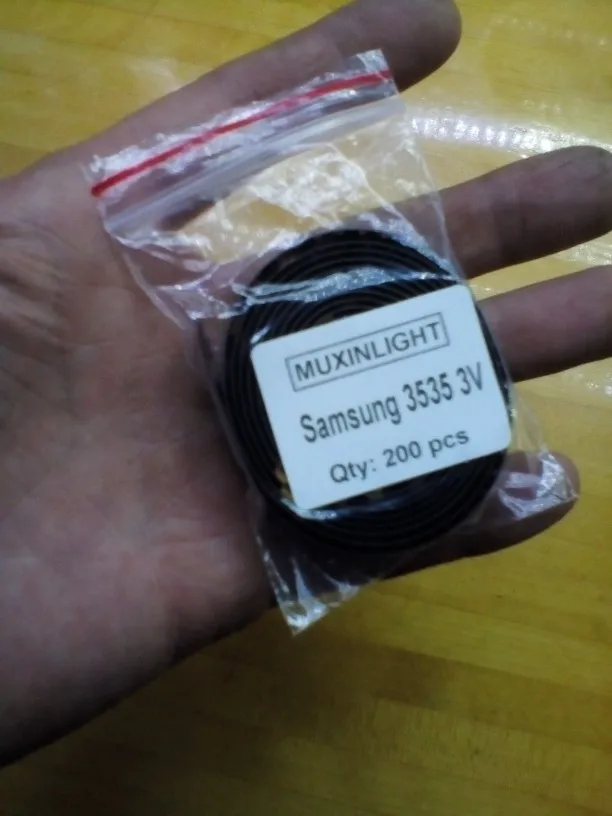 MUXINLIGHT
Samsung 3535 3V
Qty: 200 pcs